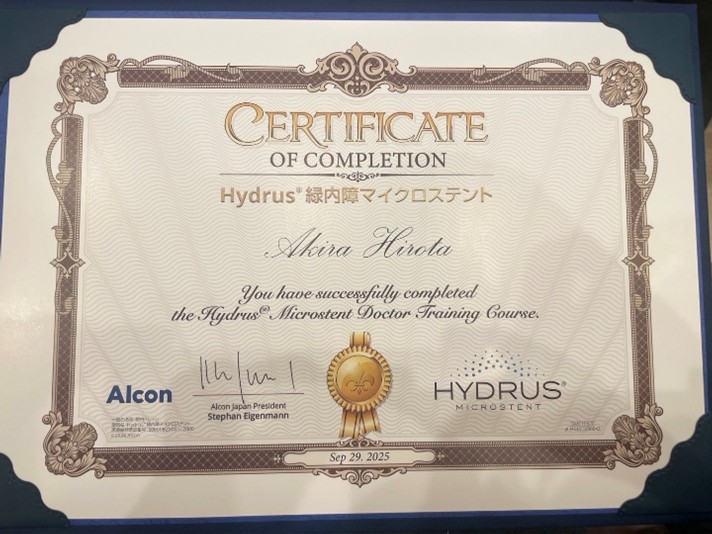 CERTIFICATE
OF COMPLETION
Hydrus® 緑内障マイクロステント
Akira Hirota
You have successfully completed
the Hydrus® Microstent Doctor Training Course.
Alcon
Alcon Japan President
Stephan Eigenmann
HYDRUS®
MICROSTENT
Sep 29, 2025